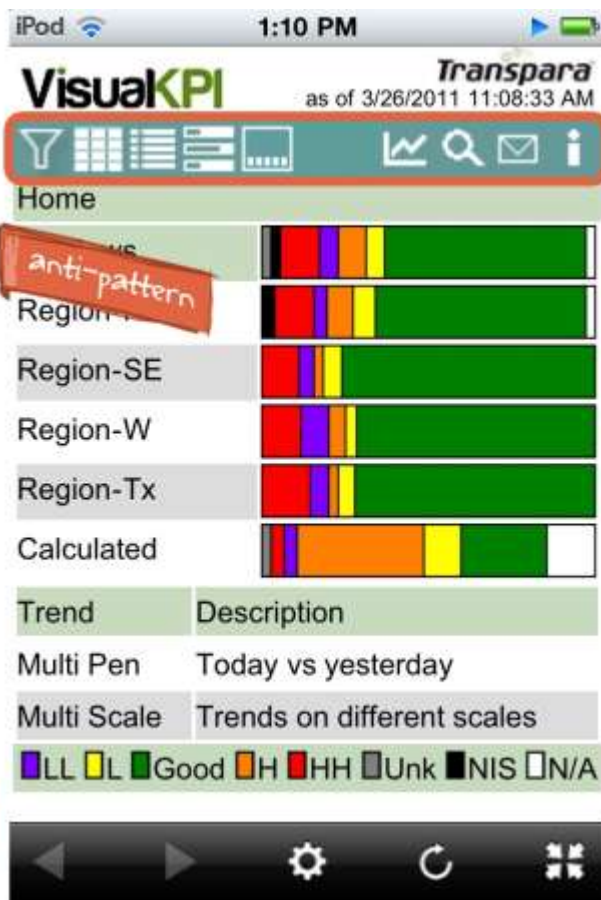 iPod 1:10 PM
VisualKPI
Transpara
as of 3/26/2011 11:08:33 AM
Home
anti-pattern
Region-SE
Region-W
Region-Tx
Calculated
Trend Description
Multi Pen Today vs yesterday
Multi Scale Trends on different scales
LL L Good H HH Unk NIS N/A